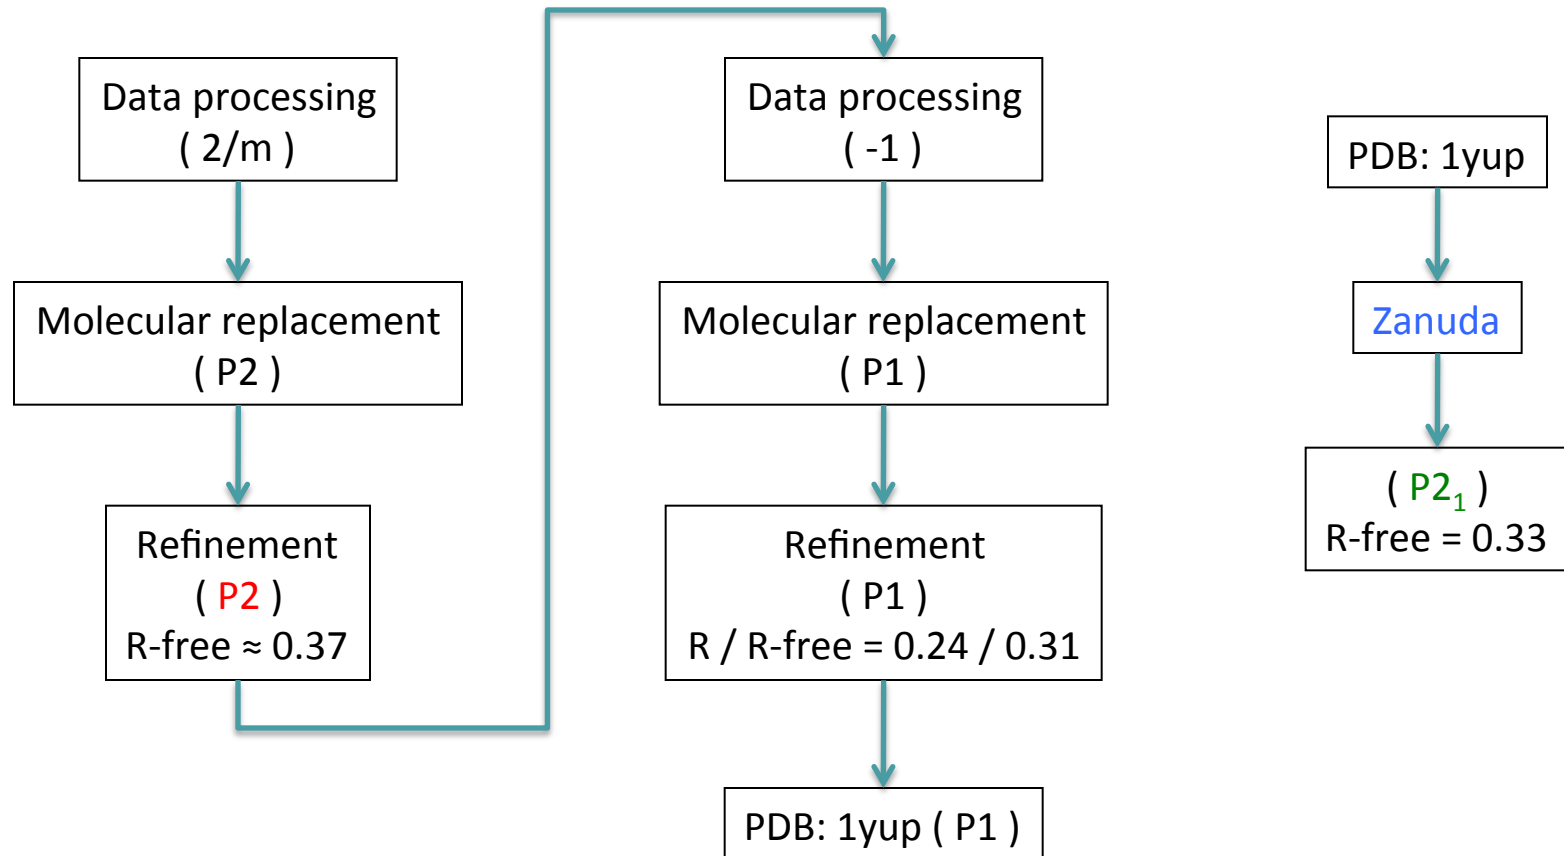 Data processing
( 2/m )
Molecular replacement
( P2 )
Refinement
( P2 )
R-free ≈ 0.37
Data processing
( -1 )
Molecular replacement
( P1 )
Refinement
( P1 )
R / R-free = 0.24 / 0.31
PDB: 1yup ( P1 )
PDB: 1yup
Zanuda
( P2₁ )
R-free = 0.33